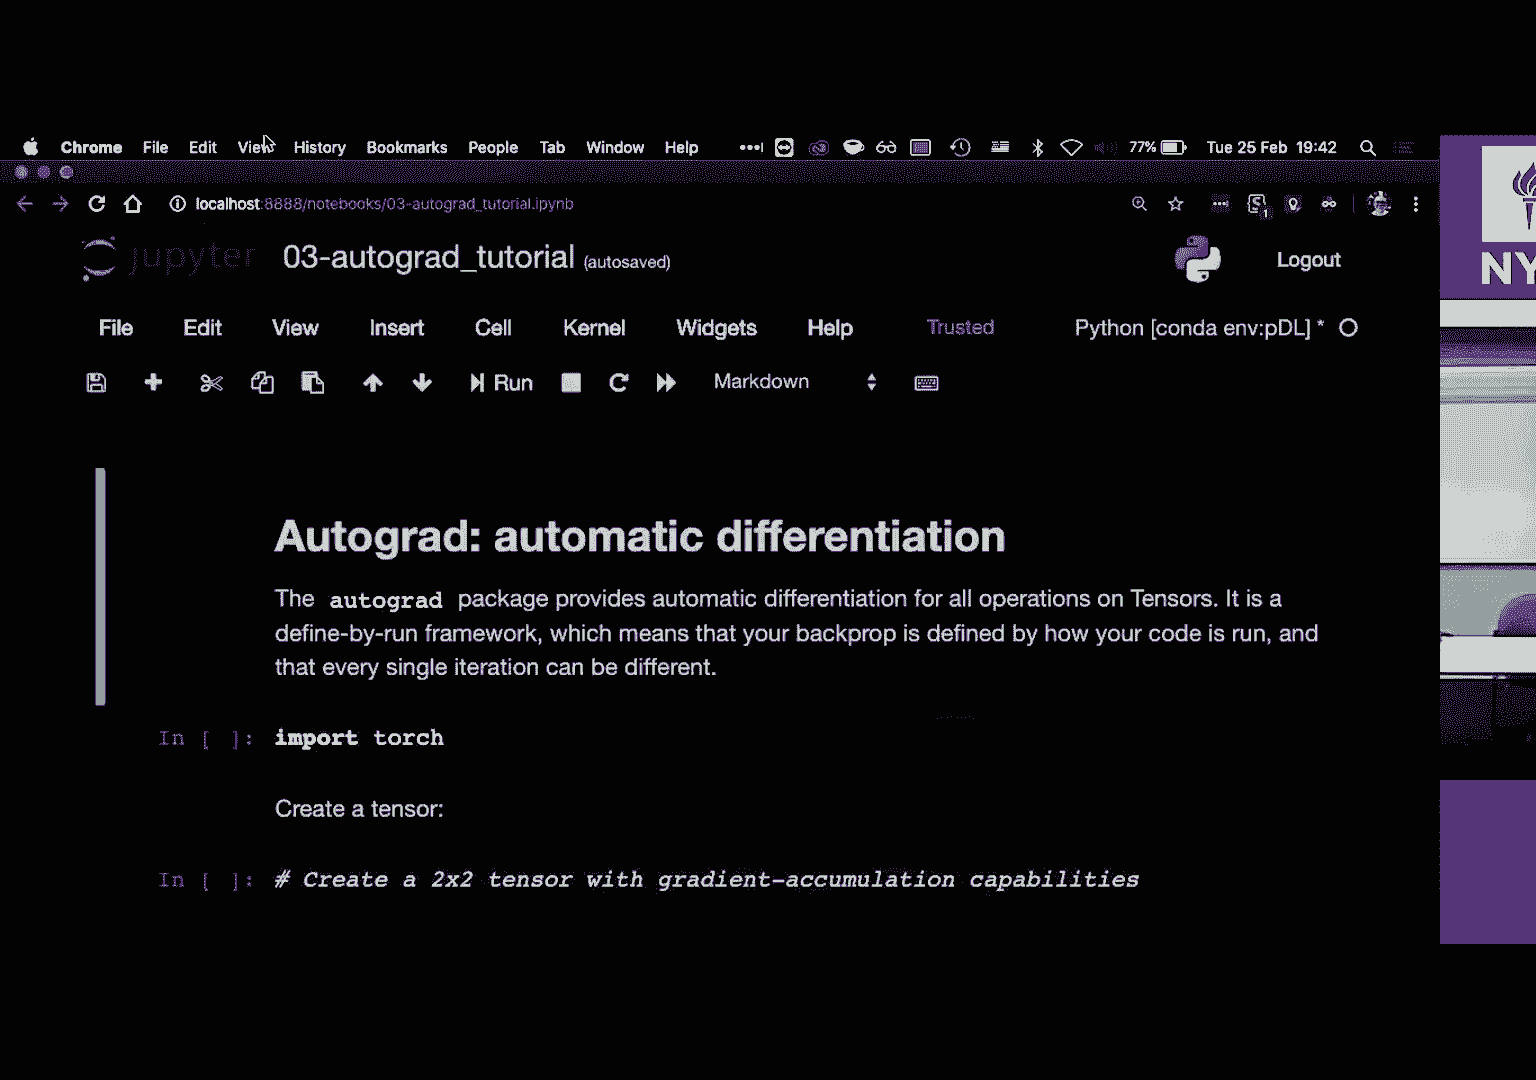 Chrome File Edit View History Bookmarks People Tab Window Help 77% Tue 25 Feb 19:42
localhost:8888/notebooks/03-autograd_tutorial.ipynb
jupyter 03-autograd_tutorial (autosaved) Logout
NY
File Edit View Insert Cell Kernel Widgets Help Trusted Python [conda env:pDL] *
Run Markdown
Autograd: automatic differentiation
The autograd package provides automatic differentiation for all operations on Tensors. It is a
define-by-run framework, which means that your backprop is defined by how your code is run, and
that every single iteration can be different.
In [ ]: import torch
Create a tensor:
In [ ]: # Create a 2x2 tensor with gradient-accumulation capabilities